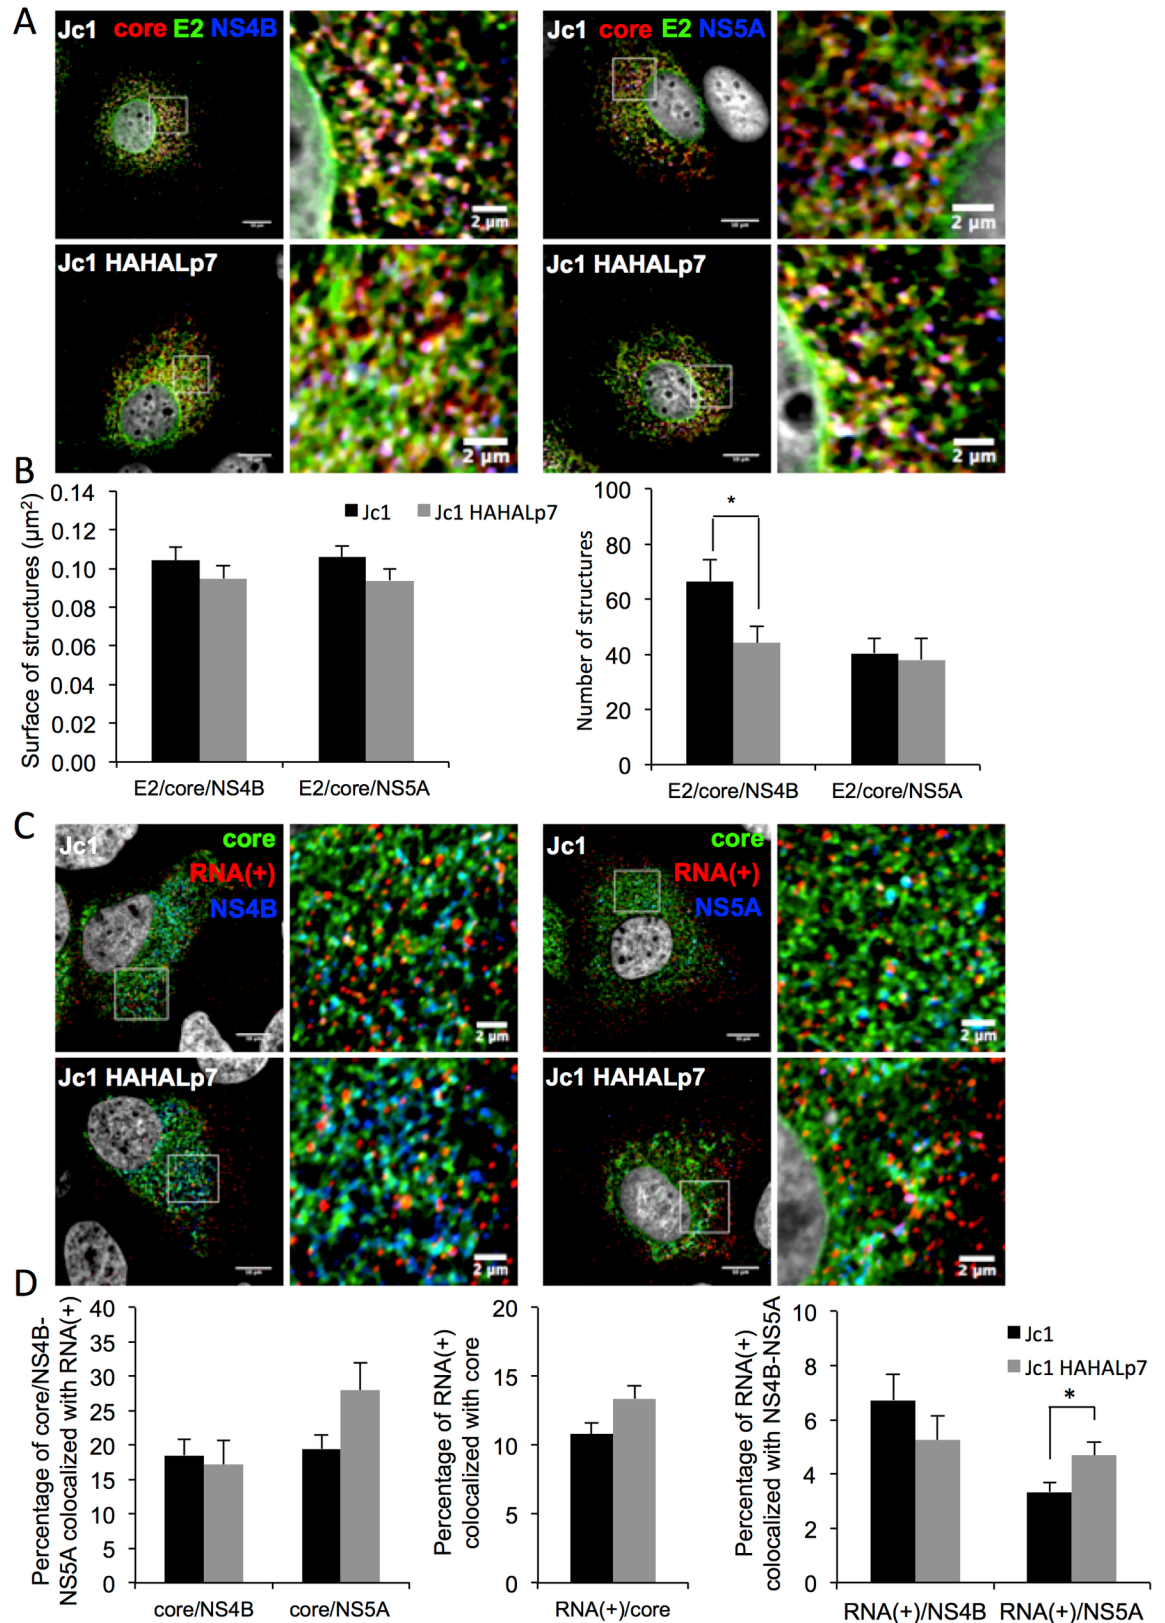 A
Jc1 core E2 NS4B
2 µm
Jc1 core E2 NS5A
2 µm
Jc1 HAHALp7
2 µm
Jc1 HAHALp7
2 µm
B
Surface of structures (µm²)
0.14
0.12
0.10
0.08
0.06
0.04
0.02
0.00
E2/core/NS4B
E2/core/NS5A
Jc1
Jc1 HAHALp7
Number of structures
100
80
60
40
20
0
*
E2/core/NS4B
E2/core/NS5A
C
Jc1
core
RNA(+)
NS4B
2 µm
Jc1
core
RNA(+)
NS5A
2 µm
Jc1 HAHALp7
2 µm
Jc1 HAHALp7
2 µm
D
Percentage of core/NS4B-
NS5A colocalized with RNA(+)
40
35
30
25
20
15
10
5
0
core/NS4B
core/NS5A
Percentage of RNA(+)
colocalized with core
20
15
10
5
0
RNA(+)/core
Percentage of RNA(+)
colocalized with NS4B-NS5A
10
8
6
4
2
0
Jc1
Jc1 HAHALp7
*
RNA(+)/NS4B
RNA(+)/NS5A